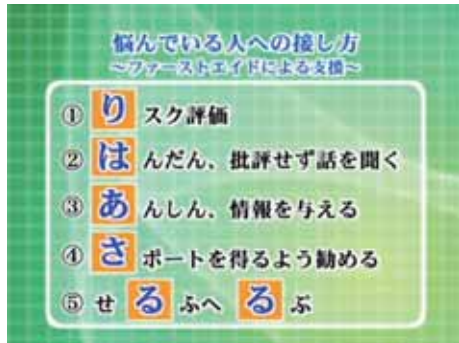 悩んでいる人への接し方
～ファーストエイドによる支援～
① りスク評価
② はんだん、批評せず話を聞く
③ あんしん、情報を与える
④ さポートを得るよう勧める
⑤ せるふへるぷ